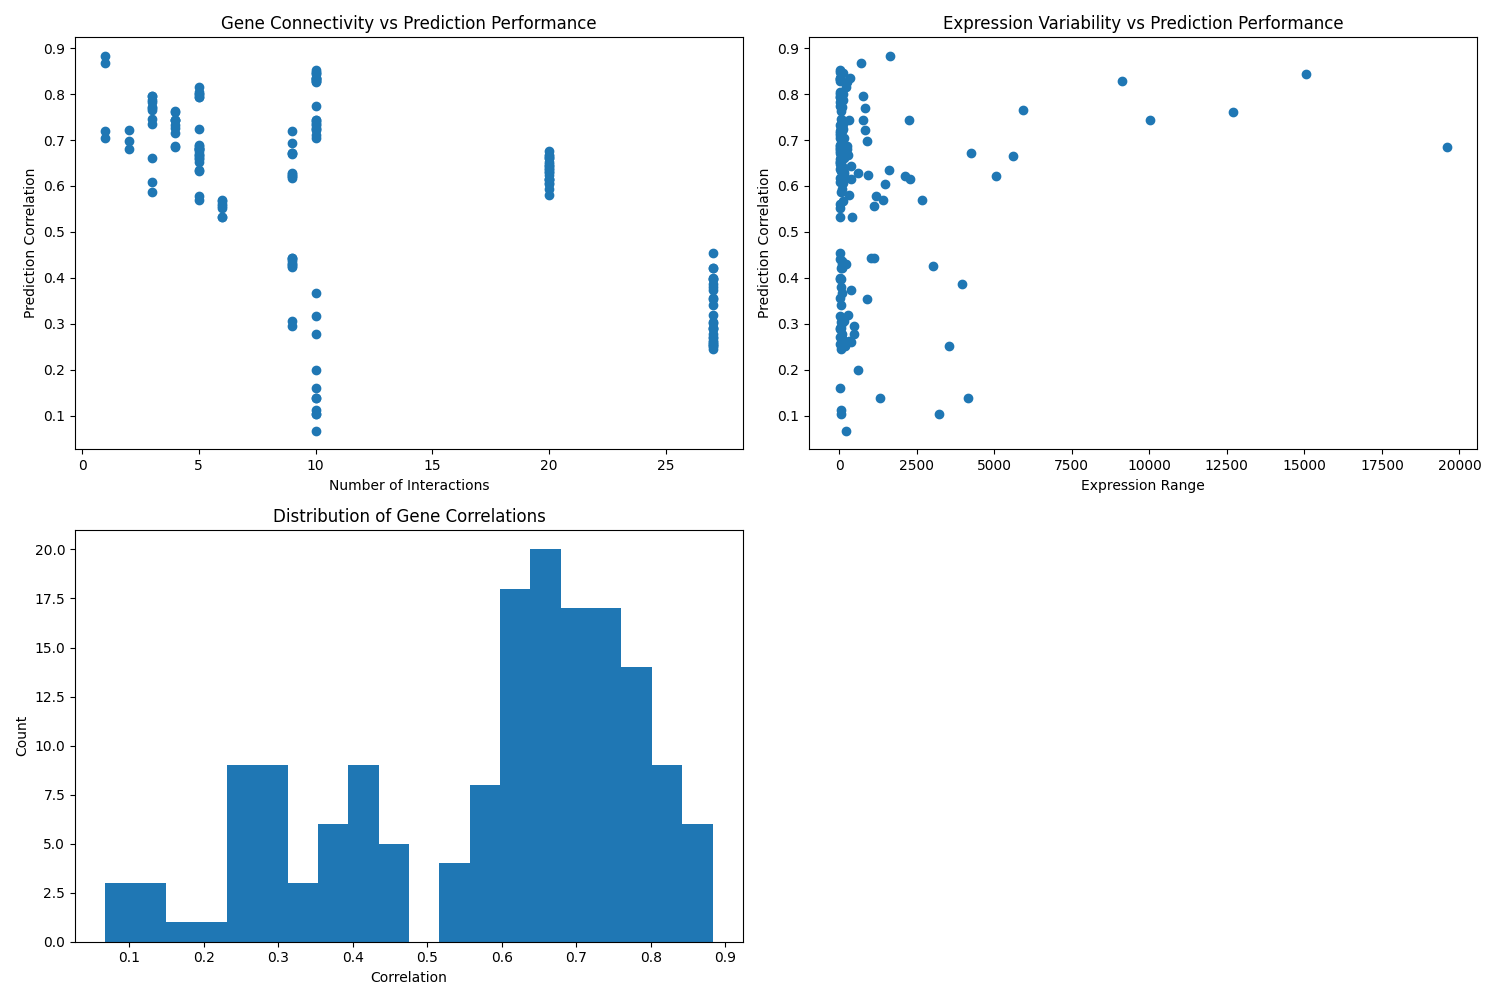 Gene Connectivity vs Prediction Performance
Prediction Correlation
0.9
0.8
0.7
0.6
0.5
0.4
0.3
0.2
0.1
0 5 10 15 20 25
Number of Interactions
Expression Variability vs Prediction Performance
Prediction Correlation
0.9
0.8
0.7
0.6
0.5
0.4
0.3
0.2
0.1
0 2500 5000 7500 10000 12500 15000 17500 20000
Expression Range
Distribution of Gene Correlations
Count
20.0
17.5
15.0
12.5
10.0
7.5
5.0
2.5
0.0
0.1 0.2 0.3 0.4 0.5 0.6 0.7 0.8 0.9
Correlation